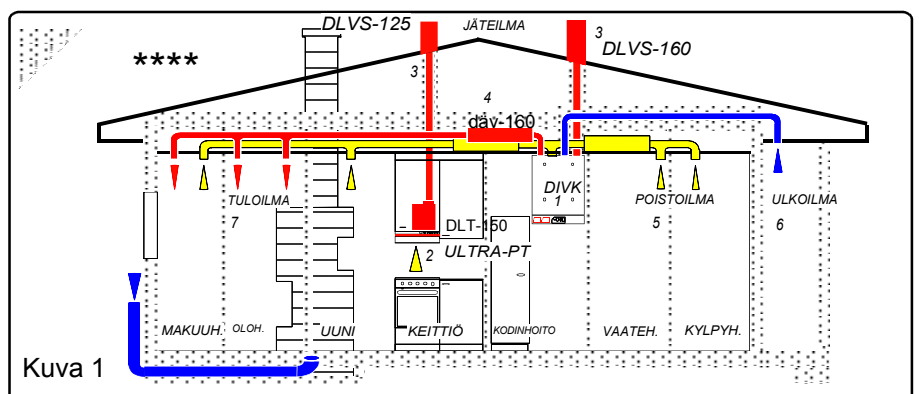 DLVS-125
JÄTEILMA
3
DLVS-160
****
3
4
däv-160
DIVK
1
TULOILMA
7
POISTOILMA
5
ULKOILMA
6
DLT-150
2
ULTRA-PT
MAKUUH.
OLOH.
UUNI
KEITTIÖ
KODINHOITO
VAATEH.
KYLPYH.
Kuva 1